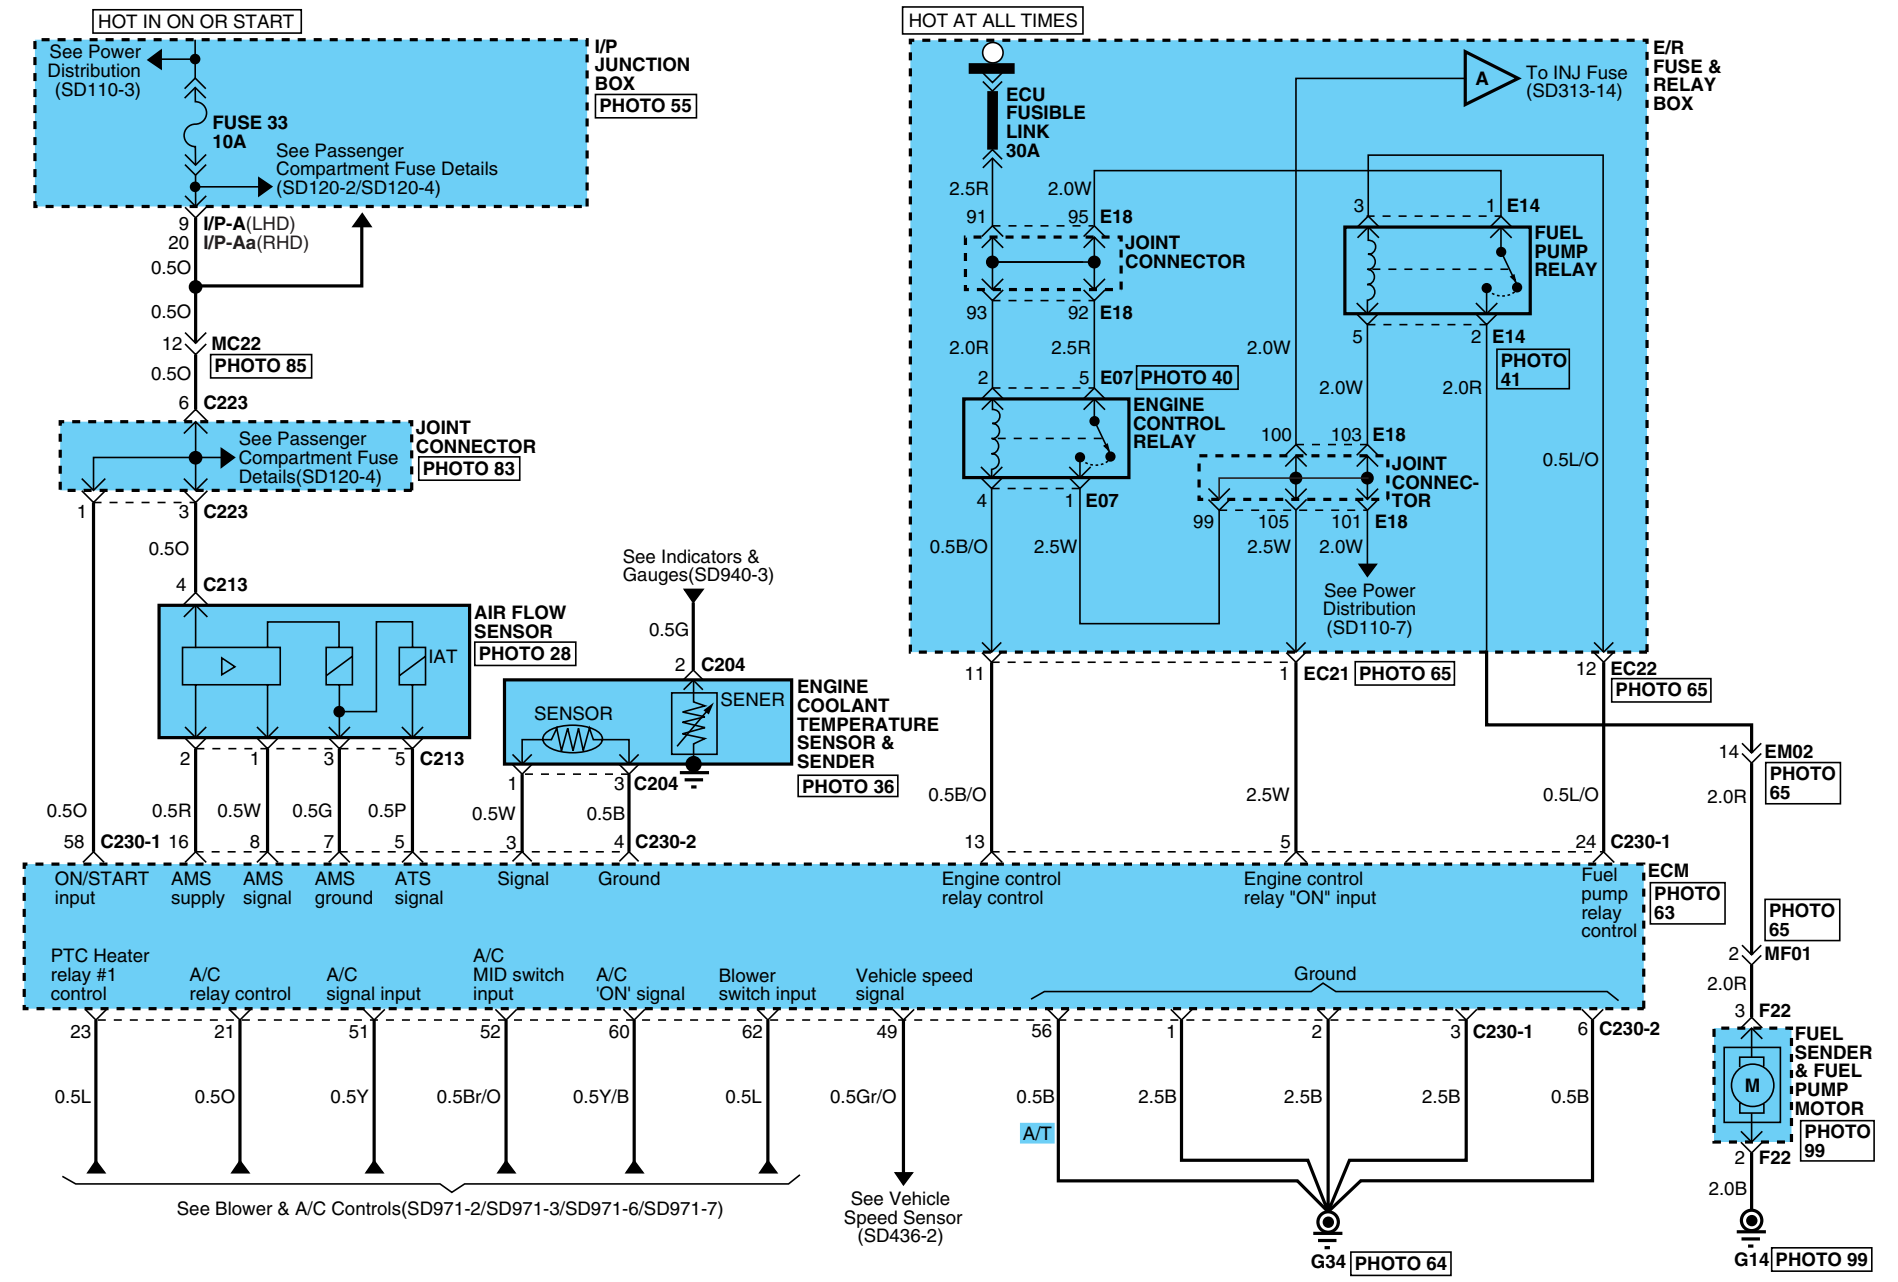 HOT IN ON OR START
See Power
Distribution
(SD110-3)
FUSE 33
10A
See Passenger
Compartment Fuse Details
(SD120-2/SD120-4)
I/P
JUNCTION
BOX
PHOTO 55
9 I/P-A(LHD)
20 I/P-Aa(RHD)
0.5O
0.5O
12 MC22
PHOTO 85
0.5O
6 C223
See Passenger
Compartment Fuse
Details(SD120-4)
JOINT
CONNECTOR
PHOTO 83
1 3 C223
0.5O
4 C213
IAT
AIR FLOW
SENSOR
PHOTO 28
2 1 3 5 C213
0.5O 0.5R 0.5W 0.5G 0.5P
58 C230-1 16 8 7 5
See Indicators &
Gauges(SD940-3)
0.5G
2 C204
SENSOR
SENER
ENGINE
COOLANT
TEMPERATURE
SENSOR &
SENDER
PHOTO 36
1 3 C204
0.5W 0.5B
3 4 C230-2
HOT AT ALL TIMES
E/R
FUSE &
RELAY
BOX
ECU
FUSIBLE
LINK
30A
A
To INJ Fuse
(SD313-14)
2.5R 2.0W
91 95 E18
JOINT
CONNECTOR
93 92 E18
2.0R 2.5R
2 5 E07 PHOTO 40
ENGINE
CONTROL
RELAY
4 1 E07
0.5B/O 2.5W
3 1 E14
FUEL
PUMP
RELAY
5 2 E14
PHOTO
41
2.0W
2.0W
2.0R
100 103 E18
JOINT
CONNEC-
TOR
99 105 101 E18
2.5W 2.0W
0.5L/O
See Power
Distribution
(SD110-7)
11 1 EC21 PHOTO 65
12 EC22
PHOTO 65
0.5B/O 2.5W 0.5L/O
13 5 24 C230-1
14 EM02
PHOTO
65
2.0R
PHOTO
65
2 MF01
2.0R
3 F22
M
FUEL
SENDER
& FUEL
PUMP
MOTOR
PHOTO
99
2 F22
2.0B
G14 PHOTO 99
ECM
PHOTO
63
ON/START
input
AMS
supply
AMS
signal
AMS
ground
ATS
signal
Signal
Ground
Engine control
relay control
Engine control
relay "ON" input
Fuel
pump
relay
control
PTC Heater
relay #1
control
A/C
relay control
A/C
signal input
A/C
MID switch
input
A/C
'ON' signal
Blower
switch input
Vehicle speed
signal
Ground
23 21 51 52 60 62 49 56 1 2 3 C230-1 6 C230-2
0.5L 0.5O 0.5Y 0.5Br/O 0.5Y/B 0.5L 0.5Gr/O 0.5B 2.5B 2.5B 2.5B 0.5B
A/T
See Blower & A/C Controls(SD971-2/SD971-3/SD971-6/SD971-7)
See Vehicle
Speed Sensor
(SD436-2)
G34 PHOTO 64